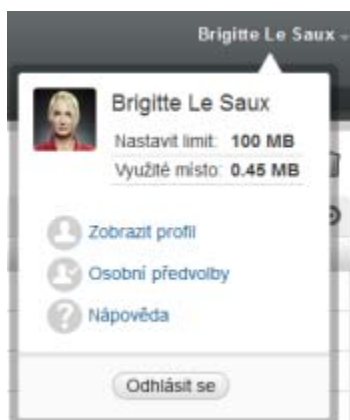 Brigitte Le Saux
Brigitte Le Saux
Nastavit limit: 100 MB
Využité místo: 0.45 MB
Zobrazit profil
Osobní předvolby
Nápověda
Odhlásit se